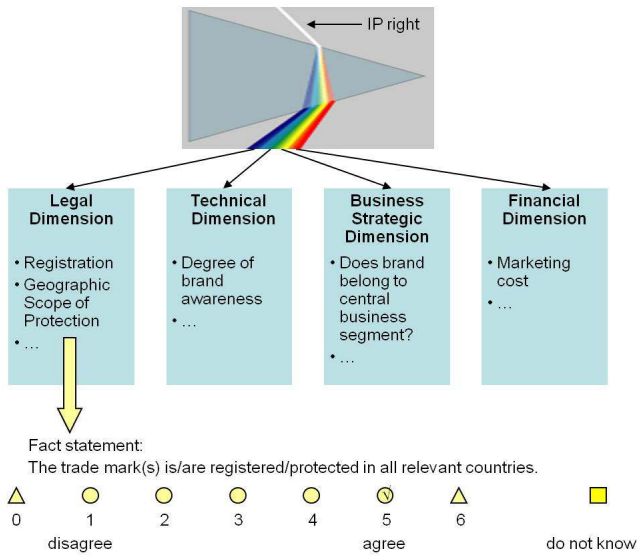 IP right
Legal
Dimension
• Registration
• Geographic
Scope of
Protection
• …
Technical
Dimension
• Degree of
brand
awareness
• …
Business
Strategic
Dimension
• Does brand
belong to
central
business
segment?
• …
Financial
Dimension
• Marketing
cost
• …
Fact statement:
The trade mark(s) is/are registered/protected in all relevant countries.
0 1 2 3 4 5 6
disagree agree do not know